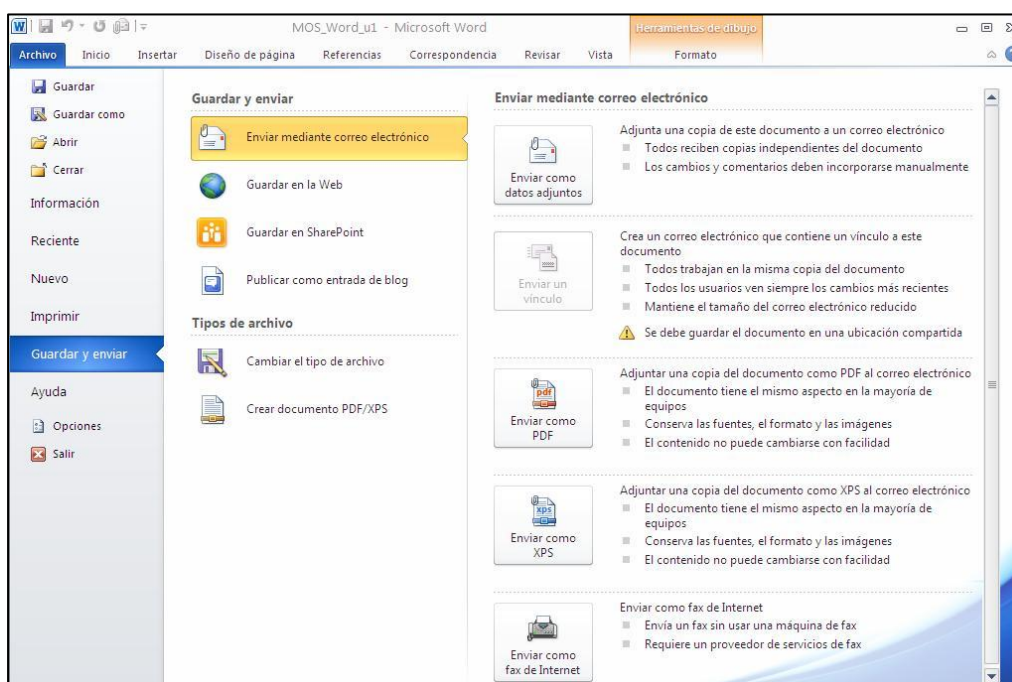 MOS_Word_u1 - Microsoft Word
Herramientas de dibujo
Archivo Inicio Insertar Diseño de página Referencias Correspondencia Revisar Vista Formato
Guardar
Guardar como
Abrir
Cerrar
Información
Reciente
Nuevo
Imprimir
Guardar y enviar
Ayuda
Opciones
Salir
Guardar y enviar
Enviar mediante correo electrónico
Guardar en la Web
Guardar en SharePoint
Publicar como entrada de blog
Tipos de archivo
Cambiar el tipo de archivo
Crear documento PDF/XPS
Enviar mediante correo electrónico
Enviar como
datos adjuntos
Adjunta una copia de este documento a un correo electrónico
Todos reciben copias independientes del documento
Los cambios y comentarios deben incorporarse manualmente
Enviar un
vínculo
Crea un correo electrónico que contiene un vínculo a este
documento
Todos trabajan en la misma copia del documento
Todos los usuarios ven siempre los cambios más recientes
Mantiene el tamaño del correo electrónico reducido
Se debe guardar el documento en una ubicación compartida
pdf
Enviar como
PDF
Adjuntar una copia del documento como PDF al correo electrónico
El documento tiene el mismo aspecto en la mayoría de
equipos
Conserva las fuentes, el formato y las imágenes
El contenido no puede cambiarse con facilidad
xps
Enviar como
XPS
Adjuntar una copia del documento como XPS al correo electrónico
El documento tiene el mismo aspecto en la mayoría de
equipos
Conserva las fuentes, el formato y las imágenes
El contenido no puede cambiarse con facilidad
Enviar como
fax de Internet
Enviar como fax de Internet
Envía un fax sin usar una máquina de fax
Requiere un proveedor de servicios de fax